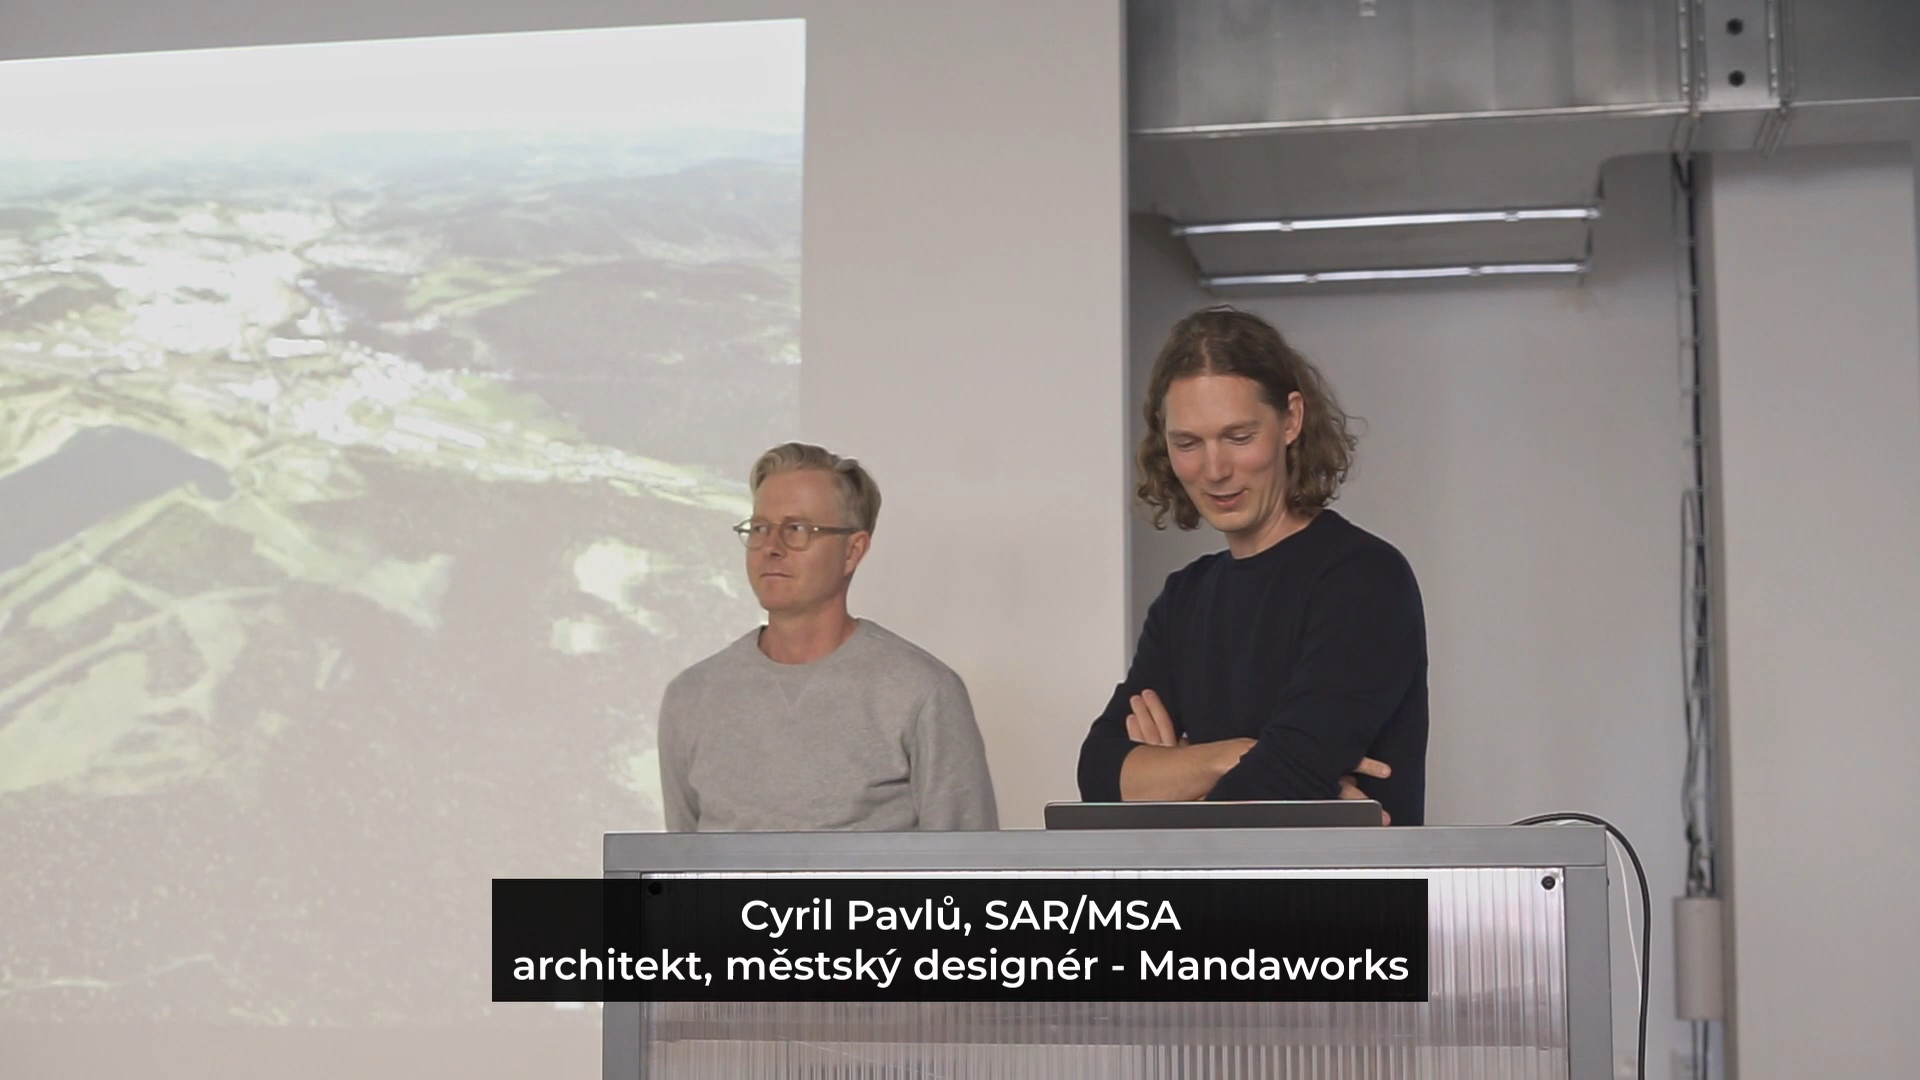 Cyril Pavlů, SAR/MSA
architekt, městský designér - Mandaworks